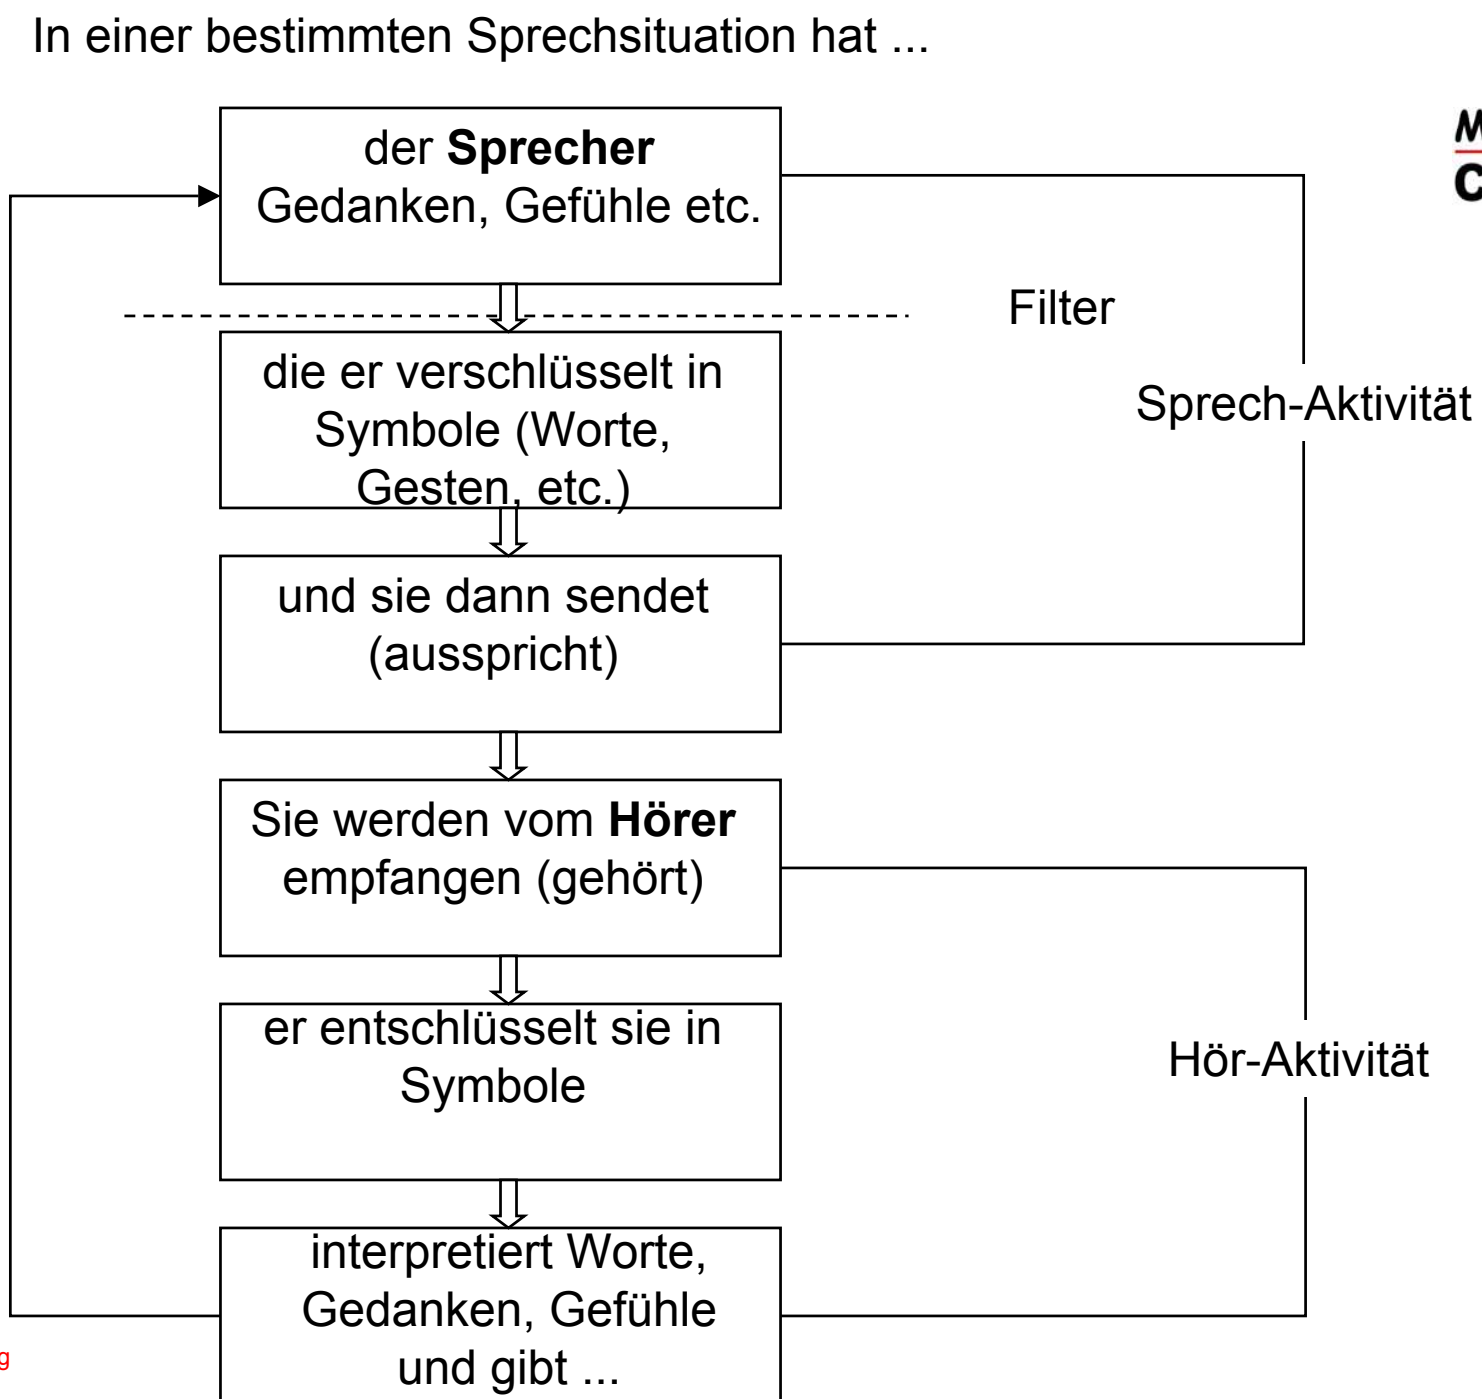 In einer bestimmten Sprechsituation hat ...
der Sprecher
Gedanken, Gefühle etc.
Filter
die er verschlüsselt in
Symbole (Worte,
Gesten, etc.)
Sprech-Aktivität
und sie dann sendet
(ausspricht)
Sie werden vom Hörer
empfangen (gehört)
er entschlüsselt sie in
Symbole
Hör-Aktivität
interpretiert Worte,
Gedanken, Gefühle
und gibt ...